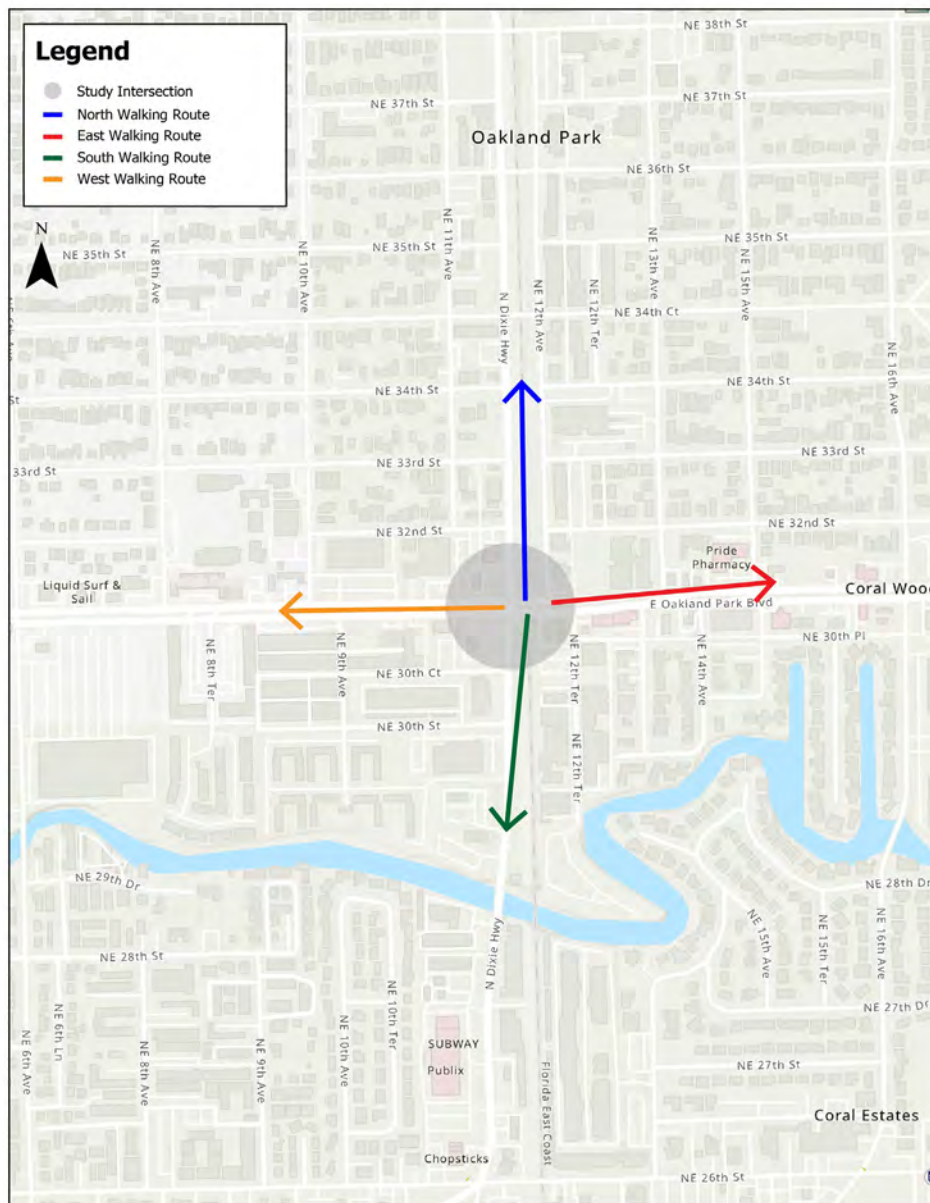 Legend
Study Intersection
North Walking Route
East Walking Route
South Walking Route
West Walking Route
N
NE 38th St
NE 37th St
NE 37th St
Oakland Park
NE 36th St
NE 35th St
NE 8th Ave
NE 10th Ave
NE 35th St
NE 11th Ave
NE 13th Ave
NE 35th St
NE 15th Ave
N Dixie Hwy
NE 12th Ave
NE 12th Ter
NE 34th Ct
NE 16th Ave
St
NE 34th St
NE 34th St
33rd St
NE 33rd St
NE 33rd St
NE 32nd St
NE 32nd St
Pride
Pharmacy
Liquid Surf &
Sail
E Oakland Park Blvd
Coral Wood
NE 8th Ter
NE 9th Ave
NE 30th Ct
NE 12th Ter
NE 14th Ave
NE 30th Pl
NE 30th St
NE 12th Ter
NE 29th Dr
NE 28th Dr
NE 28th St
N Dixie Hwy
NE 15th Ave
NE 15th Ter
NE 16th Ave
NE 10th Ter
NE 27th Dr
NE 6th Ave
NE 6th Ln
NE 8th Ave
NE 9th Ave
NE 10th Ave
SUBWAY
Publix
Florida East Coast
NE 27th St
Coral Estates
Chopsticks
NE 26th St